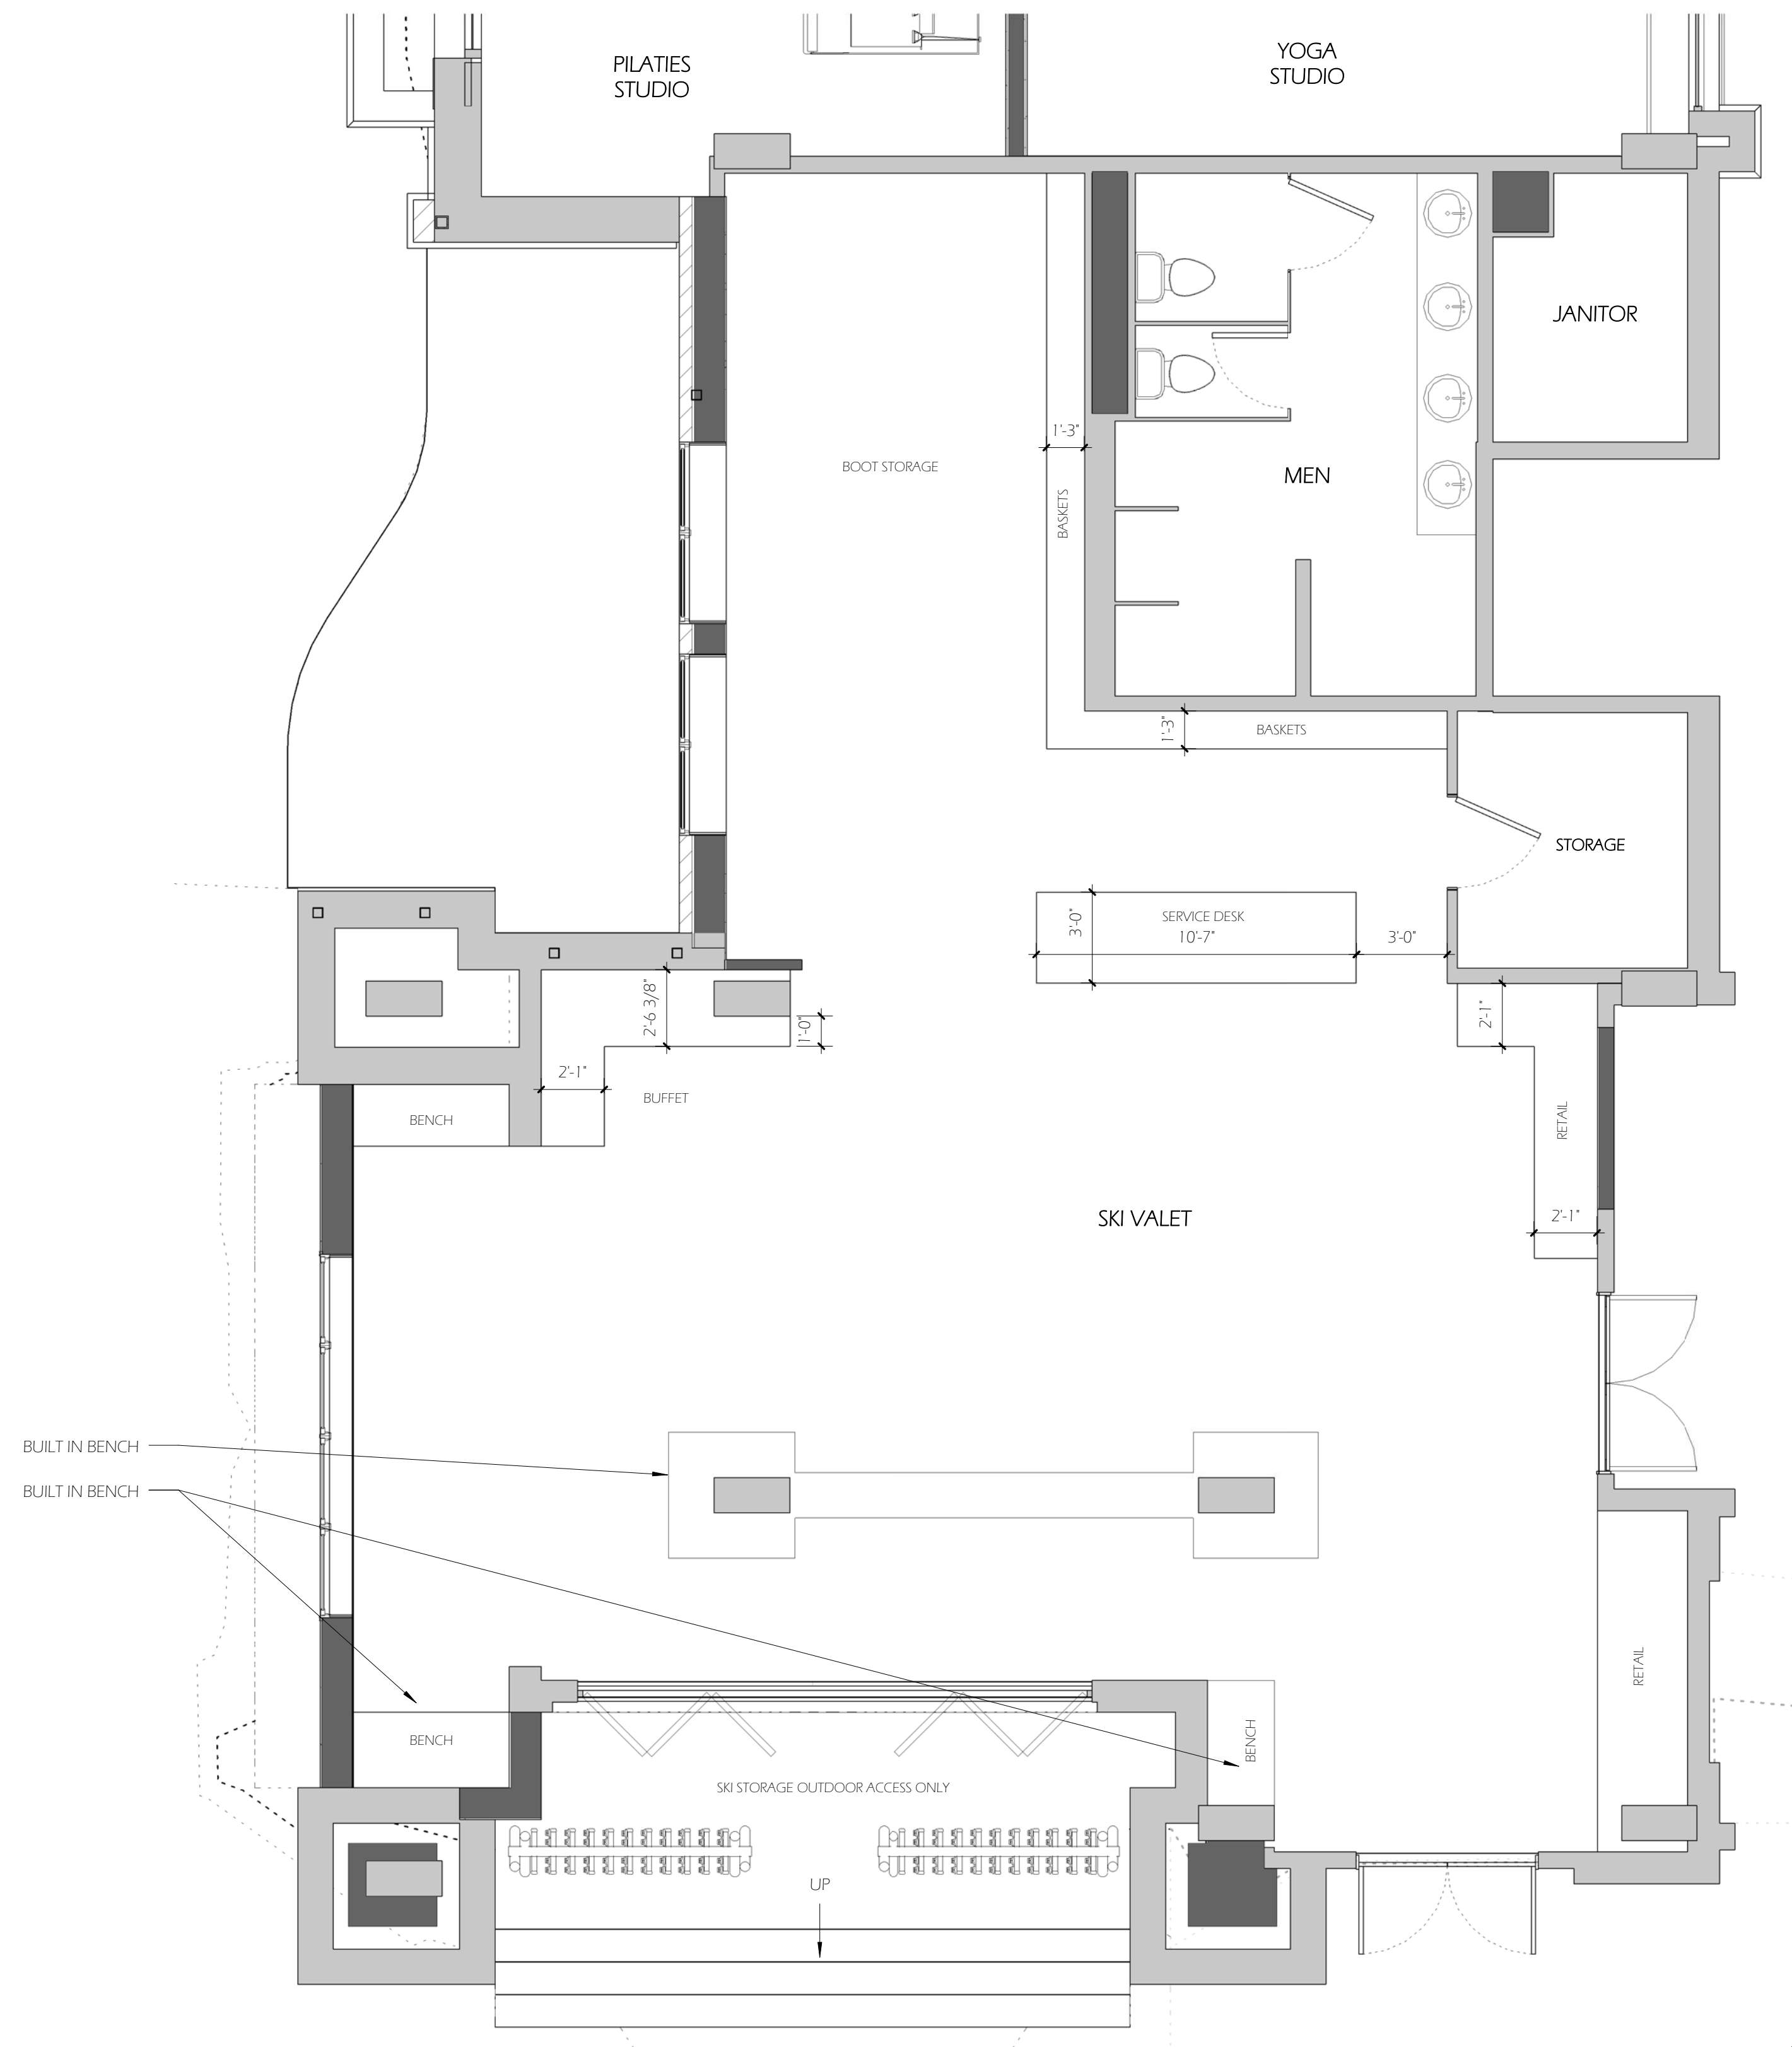 PILATIES
STUDIO
YOGA
STUDIO
JANITOR
1'-3"
BOOT STORAGE
MEN
BASKETS
1'-3"
BASKETS
STORAGE
SERVICE DESK
3'-0"
10'-7"
3'-0"
2'-6 3/8"
1'-0"
2'-1"
2'-1"
BUFFET
BENCH
RETAIL
2'-1"
SKI VALET
BUILT IN BENCH
BUILT IN BENCH
RETAIL
BENCH
BENCH
SKI STORAGE OUTDOOR ACCESS ONLY
UP